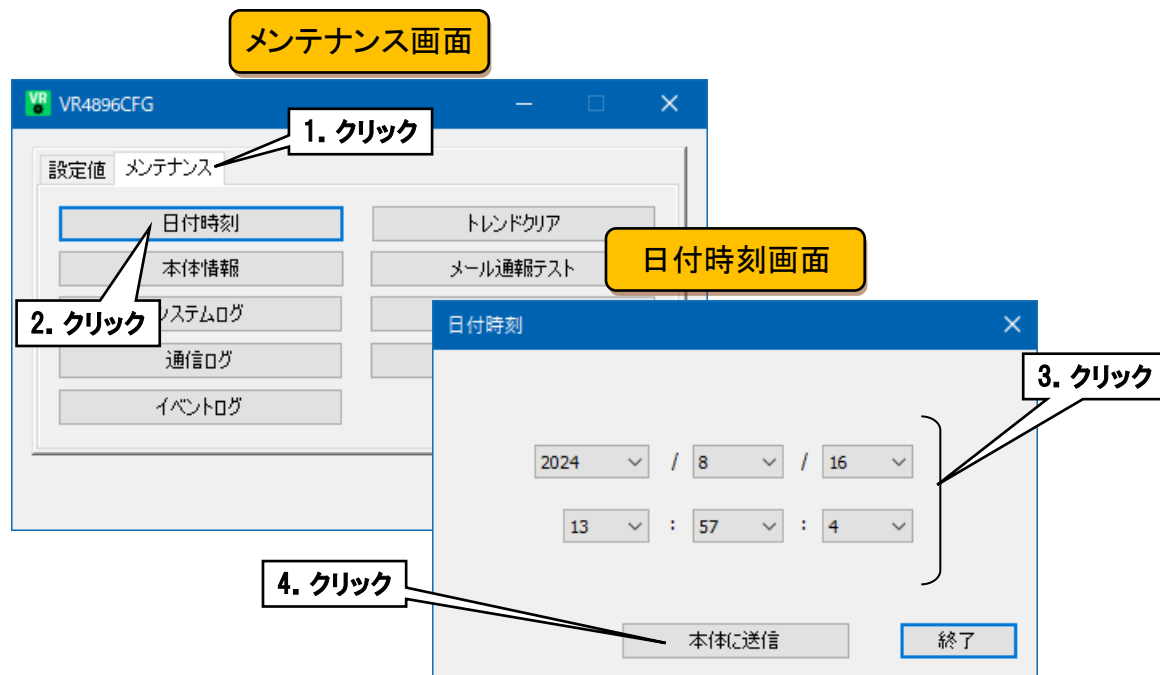 メンテナンス画面
VR VR4896CFG
1. クリック
設定値 メンテナンス
日付時刻 トレンドクリア
本体情報 メール通報テスト
日付時刻画面
2. クリック
システムログ
通信ログ
イベントログ
日付時刻
3. クリック
2024 / 8 / 16
13 : 57 : 4
4. クリック
本体に送信 終了